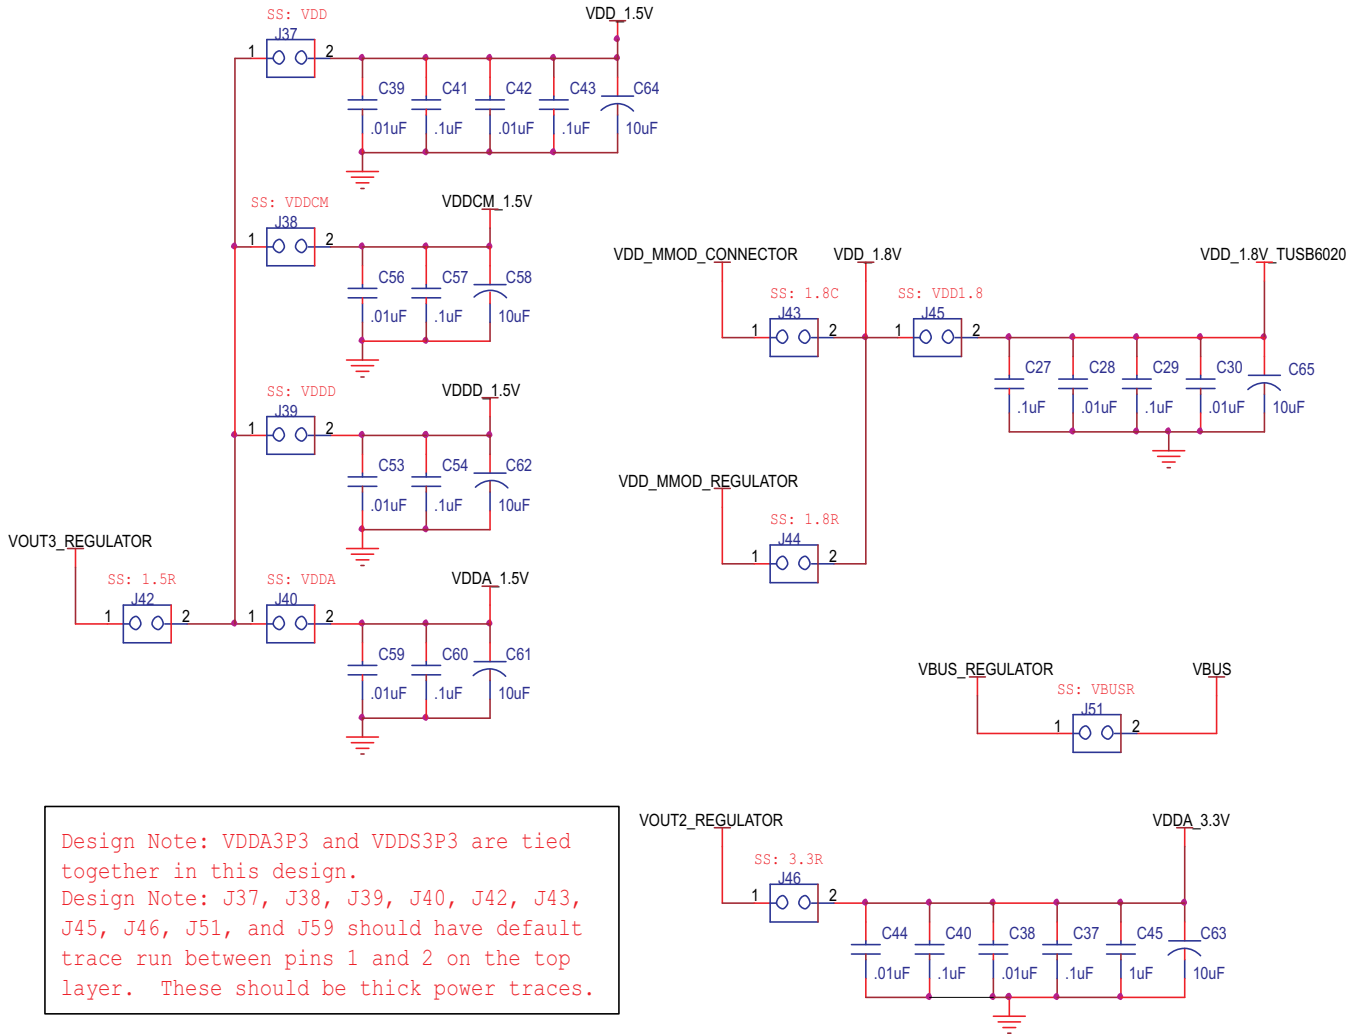 SS: VDD
J37
1 2
VDD_1.5V
C39 C41 C42 C43 C64
.01uF .1uF .01uF .1uF 10uF
SS: VDDCM
J38
1 2
VDDCM_1.5V
C56 C57 C58
.01uF .1uF 10uF
SS: VDDD
J39
1 2
VDDD_1.5V
C53 C54 C62
.01uF .1uF 10uF
VOUT3_REGULATOR
SS: 1.5R
J42
1 2
SS: VDDA
J40
1 2
VDDA_1.5V
C59 C60 C61
.01uF .1uF 10uF
VDD_MMOD_CONNECTOR
SS: 1.8C
J43
1 2
VDD_1.8V
SS: VDD1.8
J45
1 2
VDD_1.8V_TUSB6020
C27 C28 C29 C30 C65
.1uF .01uF .1uF .01uF 10uF
VDD_MMOD_REGULATOR
SS: 1.8R
J44
1 2
VBUS_REGULATOR
SS: VBUSR
J51
1 2
VBUS
VOUT2_REGULATOR
SS: 3.3R
J46
1 2
VDDA_3.3V
C44 C40 C38 C37 C45 C63
.01uF .1uF .01uF .1uF 1uF 10uF
Design Note: VDDA3P3 and VDDS3P3 are tied
together in this design.
Design Note: J37, J38, J39, J40, J42, J43,
J45, J46, J51, and J59 should have default
trace run between pins 1 and 2 on the top
layer. These should be thick power traces.